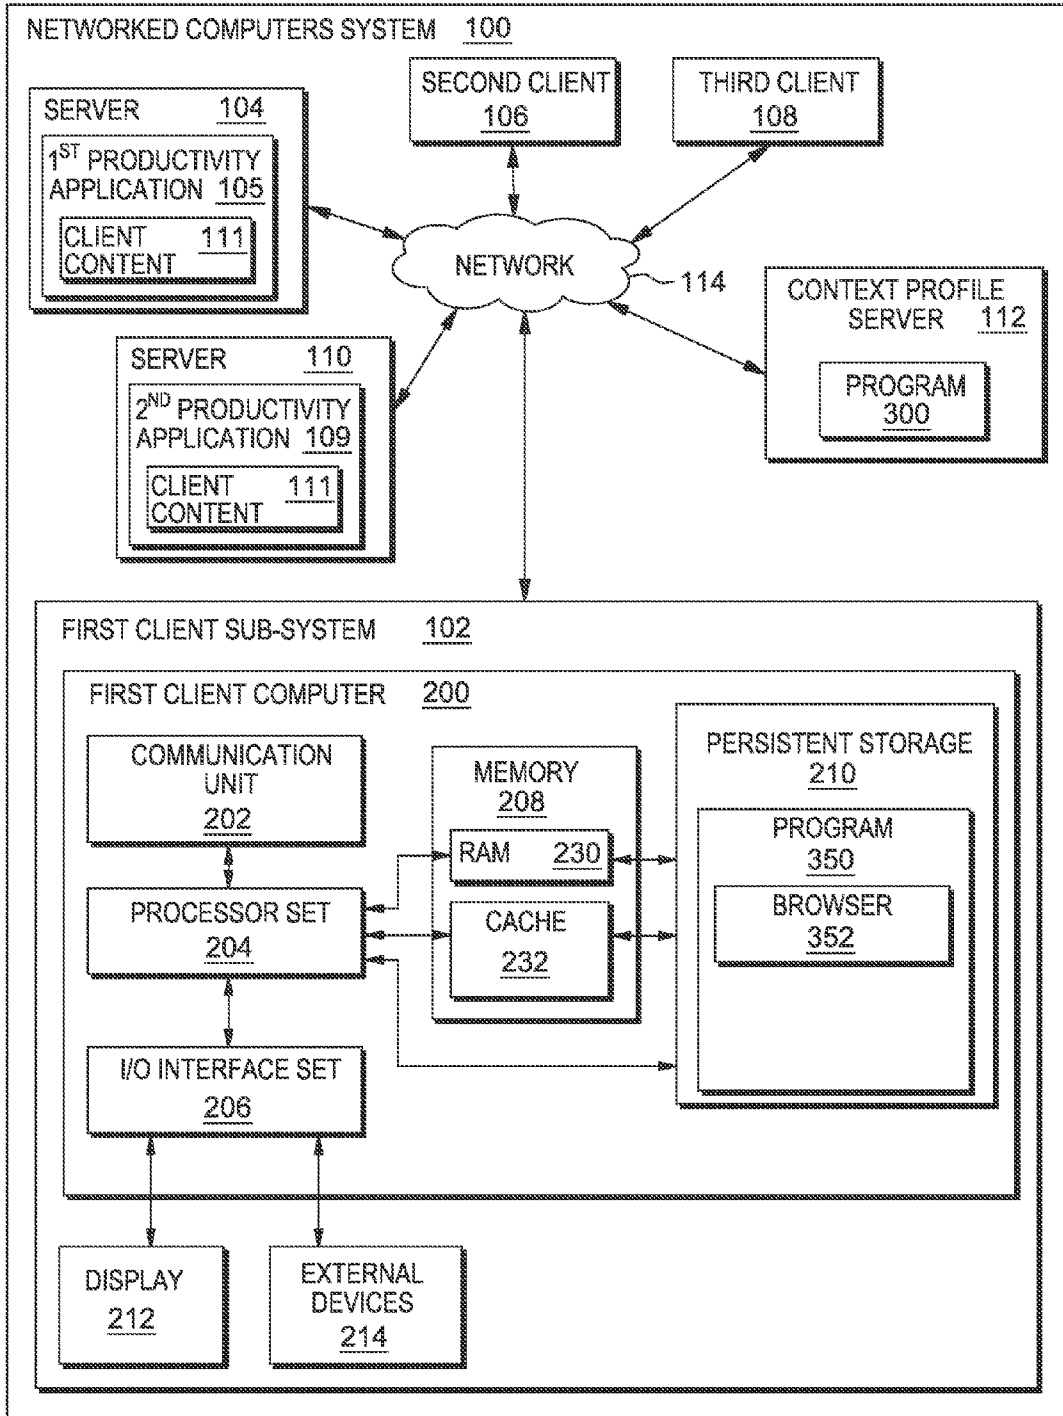 NETWORKED COMPUTERS SYSTEM 100
SECOND CLIENT
106
THIRD CLIENT
108
SERVER 104
1ST PRODUCTIVITY
APPLICATION 105
CLIENT 111
CONTENT
NETWORK
114
CONTEXT PROFILE
SERVER 112
PROGRAM
300
SERVER 110
2ND PRODUCTIVITY
APPLICATION 109
CLIENT 111
CONTENT
FIRST CLIENT SUB-SYSTEM 102
FIRST CLIENT COMPUTER 200
COMMUNICATION
UNIT
202
PROCESSOR SET
204
I/O INTERFACE SET
206
MEMORY
208
RAM 230
CACHE
232
PERSISTENT STORAGE
210
PROGRAM
350
BROWSER
352
DISPLAY
212
EXTERNAL
DEVICES
214